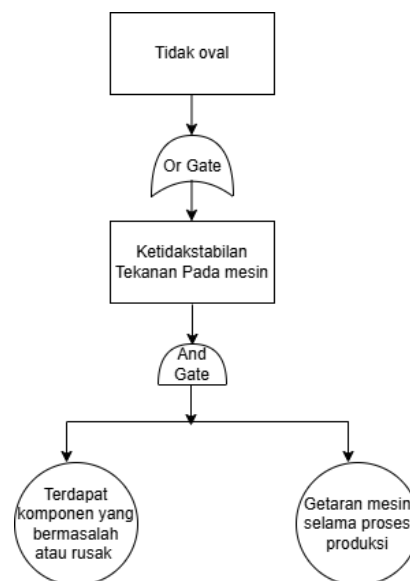 Tidak oval
Or Gate
Ketidakstabilan
Tekanan Pada mesin
And
Gate
Terdapat
komponen yang
bermasalah
atau rusak
Getaran mesin
selama proses
produksi